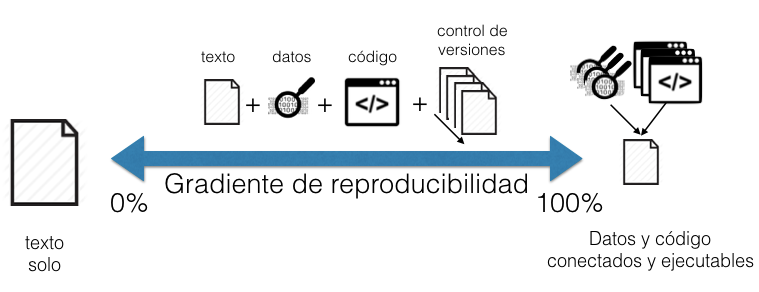 texto
datos
código
control de
versiones
+
+
+
</>
</>
Gradiente de reproducibilidad
0%
100%
texto
solo
Datos y código
conectados y ejecutables